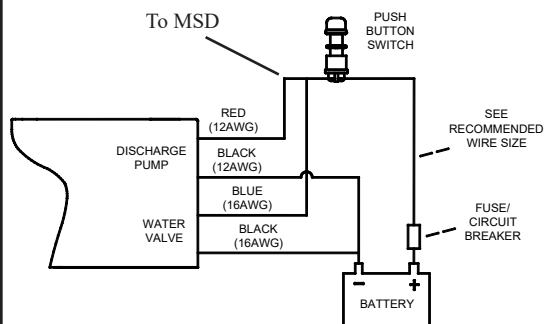 To MSD
PUSH
BUTTON
SWITCH
RED
(12AWG)
DISCHARGE
PUMP
BLACK
(12AWG)
BLUE
(16AWG)
WATER
VALVE
BLACK
(16AWG)
SEE
RECOMMENDED
WIRE SIZE
FUSE/
CIRCUIT
BREAKER
– +
BATTERY